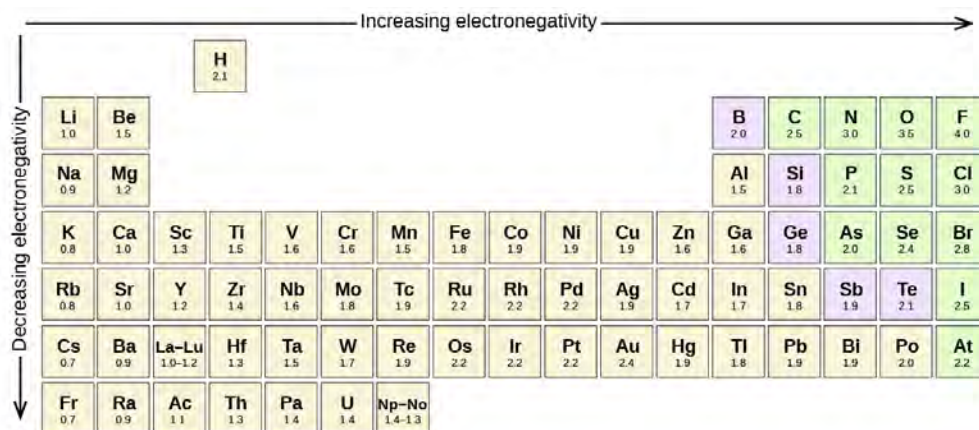 Increasing electronegativity
Decreasing electronegativity
H
2.1
Li Be B C N O F
1.0 1.5 2.0 2.5 3.0 3.5 4.0
Na Mg Al Si P S Cl
0.9 1.2 1.5 1.8 2.1 2.5 3.0
K Ca Sc Ti V Cr Mn Fe Co Ni Cu Zn Ga Ge As Se Br
0.8 1.0 1.3 1.5 1.6 1.6 1.5 1.8 1.9 1.9 1.9 1.6 1.6 1.8 2.0 2.4 2.8
Rb Sr Y Zr Nb Mo Tc Ru Rh Pd Ag Cd In Sn Sb Te I
0.8 1.0 1.2 1.4 1.6 1.8 1.9 2.2 2.2 2.2 1.9 1.7 1.7 1.8 1.9 2.1 2.5
Cs Ba La–Lu Hf Ta W Re Os Ir Pt Au Hg Tl Pb Bi Po At
0.7 0.9 1.0–1.2 1.3 1.5 1.7 1.9 2.2 2.2 2.2 2.4 1.9 1.8 1.9 1.9 2.0 2.2
Fr Ra Ac Th Pa U Np–No
0.7 0.9 1.1 1.3 1.4 1.4 1.4–1.3